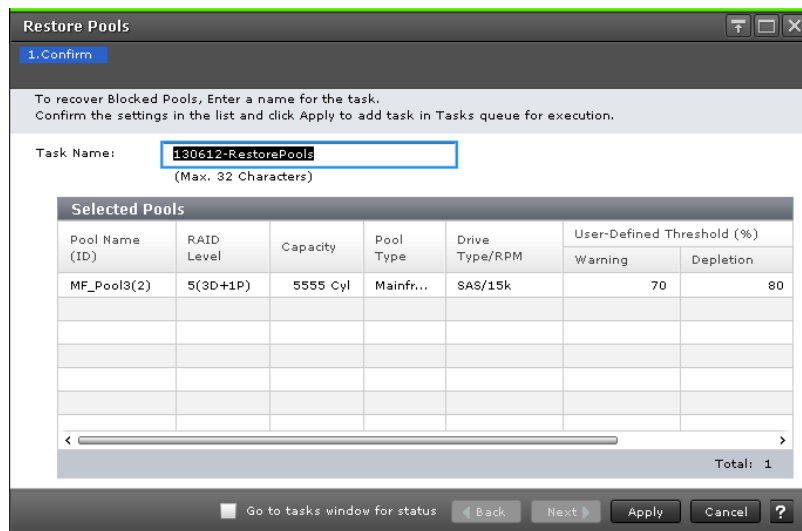 Restore Pools
1.Confirm
To recover Blocked Pools, Enter a name for the task.
Confirm the settings in the list and click Apply to add task in Tasks queue for execution.
Task Name: 130612-RestorePools
(Max. 32 Characters)
Selected Pools
Pool Name (ID) RAID Level Capacity Pool Type Drive Type/RPM User-Defined Threshold (%)
Warning Depletion
MF_Pool3(2) 5(3D+1P) 5555 Cyl Mainfr... SAS/15k 70 80
Total: 1
Go to tasks window for status Back Next Apply Cancel ?